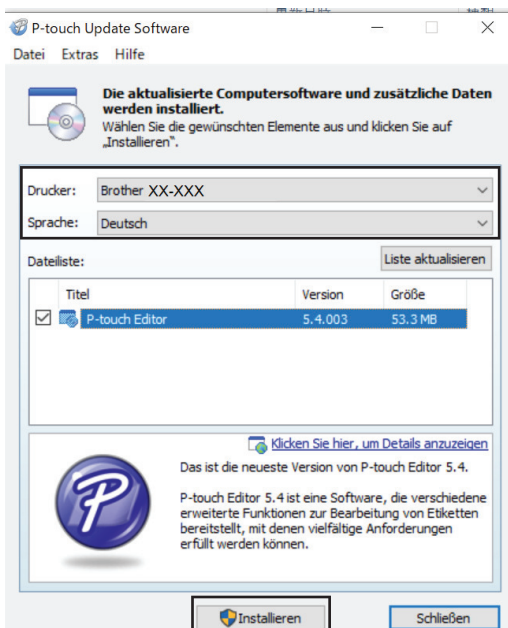 P-touch Update Software
Datei Extras Hilfe
Die aktualisierte Computersoftware und zusätzliche Daten
werden installiert.
Wählen Sie die gewünschten Elemente aus und klicken Sie auf
„Installieren“.
Drucker: Brother XX-XXX
Sprache: Deutsch
Dateiliste: Liste aktualisieren
Titel Version Größe
P-touch Editor 5.4.003 53.3 MB
Klicken Sie hier, um Details anzuzeigen
Das ist die neueste Version von P-touch Editor 5.4.
P-touch Editor 5.4 ist eine Software, die verschiedene
erweiterte Funktionen zur Bearbeitung von Etiketten
bereitstellt, mit denen vielfältige Anforderungen
erfüllt werden können.
Installieren Schließen